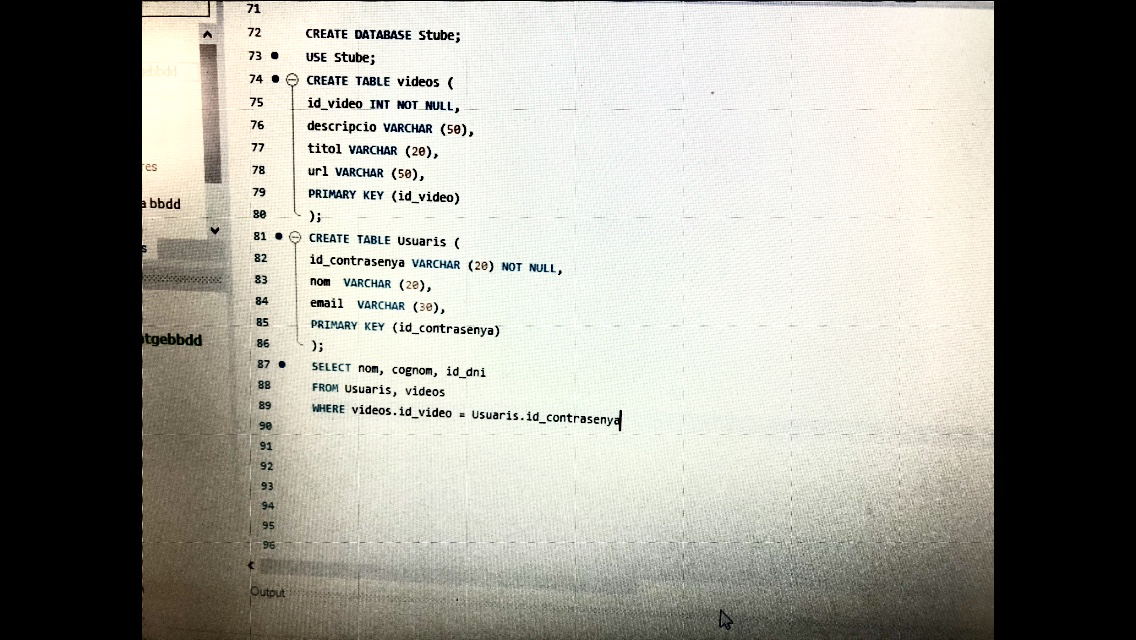 71
72 CREATE DATABASE Stube;
73 USE Stube;
74 CREATE TABLE videos (
75 id_video INT NOT NULL,
76 descripcio VARCHAR (50),
77 titol VARCHAR (20),
78 url VARCHAR (50),
79 PRIMARY KEY (id_video)
80 );
81 CREATE TABLE Usuaris (
82 id_contrasenya VARCHAR (20) NOT NULL,
83 nom VARCHAR (20),
84 email VARCHAR (30),
85 PRIMARY KEY (id_contrasenya)
86 );
87 SELECT nom, cognom, id_dni
88 FROM Usuaris, videos
89 WHERE videos.id_video = Usuaris.id_contrasenya
90
91
92
93
94
95
96
res
a bbdd
s
tgebbdd
Output